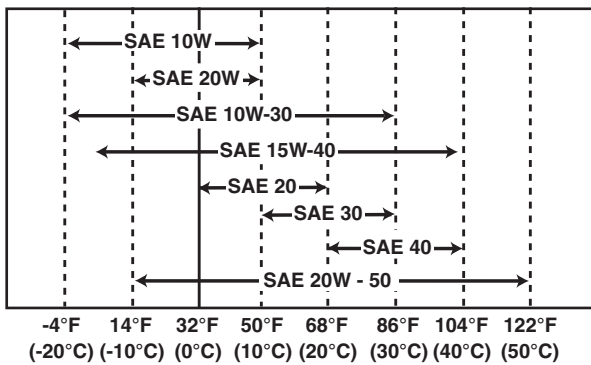 SAE 10W
SAE 20W
SAE 10W-30
SAE 15W-40
SAE 20
SAE 30
SAE 40
SAE 20W - 50
-4°F 14°F 32°F 50°F 68°F 86°F 104°F 122°F
(-20°C) (-10°C) (0°C) (10°C) (20°C) (30°C) (40°C) (50°C)